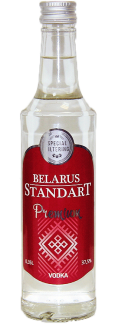 SPECIAL
FILTERING
BELARUS
STANDART
Premium
VODKA